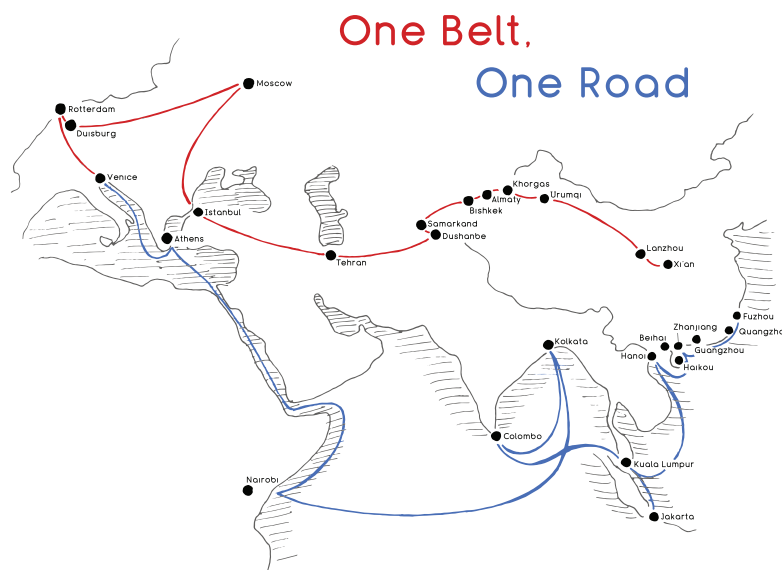 One Belt,
One Road
Moscow
Rotterdam
Duisburg
Venice
Khorgas
Urumqi
Almaty
Bishkek
Istanbul
Samarkand
Athens
Dushanbe
Lanzhou
Tehran
Xi'an
Fuzhou
Zhanjiang
Quangzho
Beihai
Kolkata
Guangzhou
Hanoi
Haikou
Colombo
Kuala Lumpur
Nairobi
Jakarta